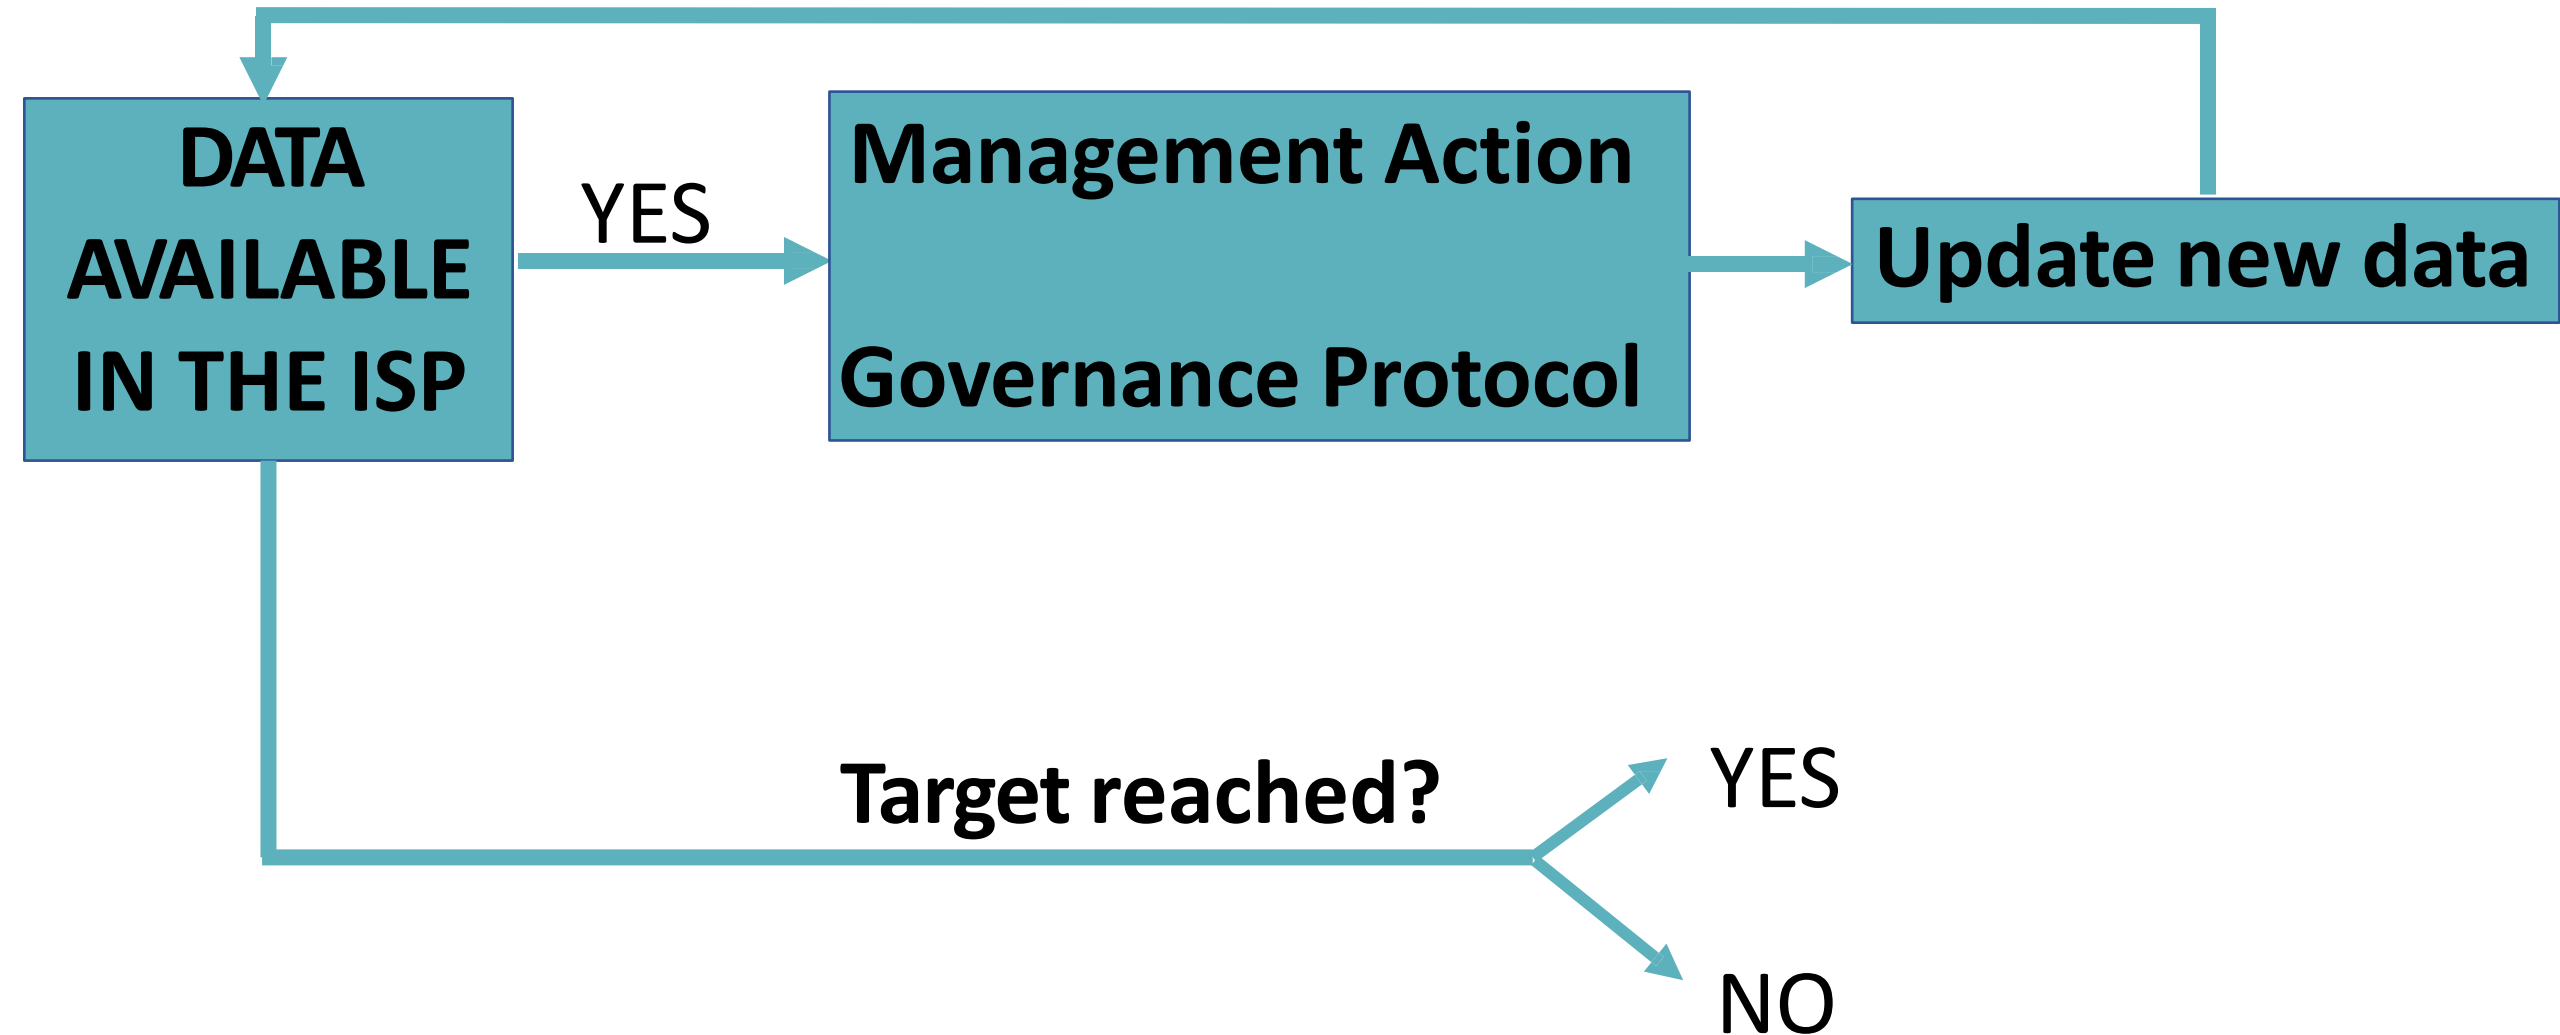 DATA
AVAILABLE
IN THE ISP
YES
Management Action
Governance Protocol
Update new data
Target reached?
YES
NO